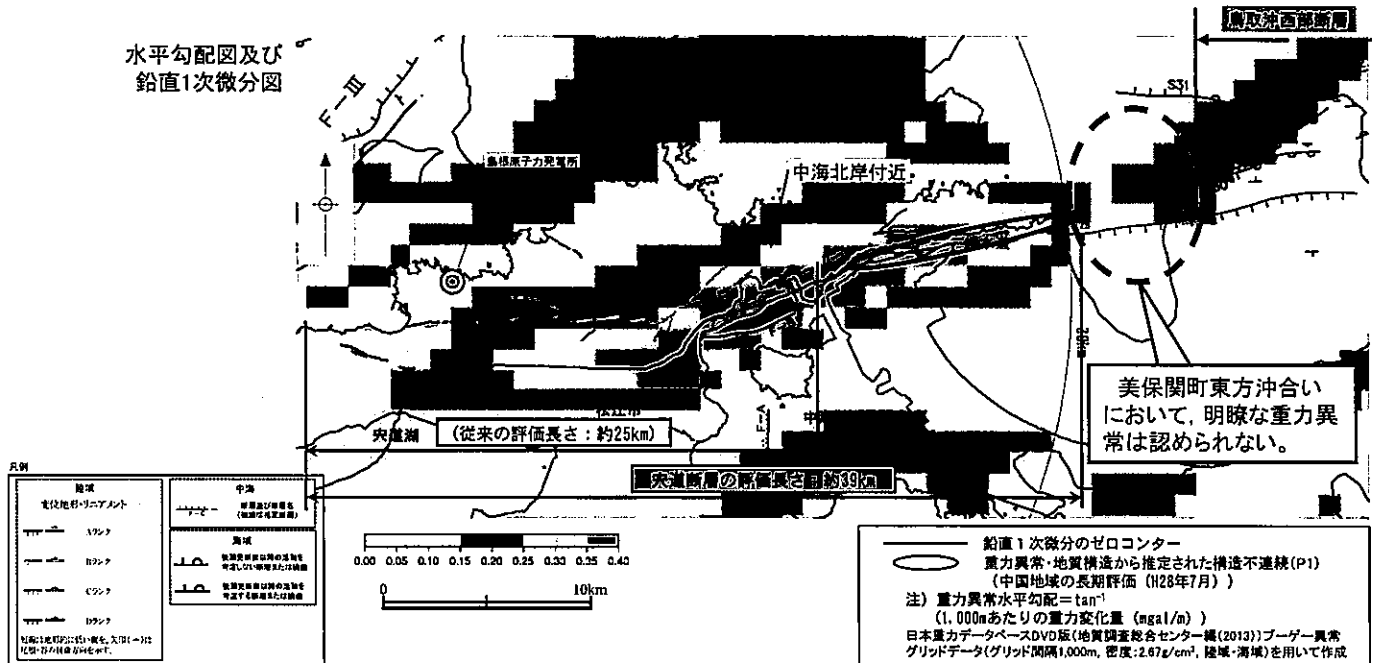 水平勾配図及び
鉛直1次微分図
鳥取沖西部断層
F-Ⅲ
S31
島根原子力発電所
中海北岸付近
美保関町東方沖合い
において，明瞭な重力異
常は認められない。
松江市
宍道湖
(従来の評価長さ：約25km)
F-A
宍道断層の評価長さ：約39km
凡例
陸域
変位地形・リニアメント
Aランク
Bランク
Cランク
Dランク
中海
海域
0.00 0.05 0.10 0.15 0.20 0.25 0.35 0.40
0 10km
鉛直1次微分のゼロコンター
重力異常・地質構造から推定された構造不連続(P1)
(中国地域の長期評価 (H28年7月) )
注) 重力異常水平勾配＝tan⁻¹
(1,000mあたりの重力変化量 (mgal/m) )
日本重力データベースDVD版(地質調査総合センター編(2013))ブーゲー異常
グリッドデータ(グリッド間隔1,000m, 密度:2.67g/cm³, 陸域・海域)を用いて作成